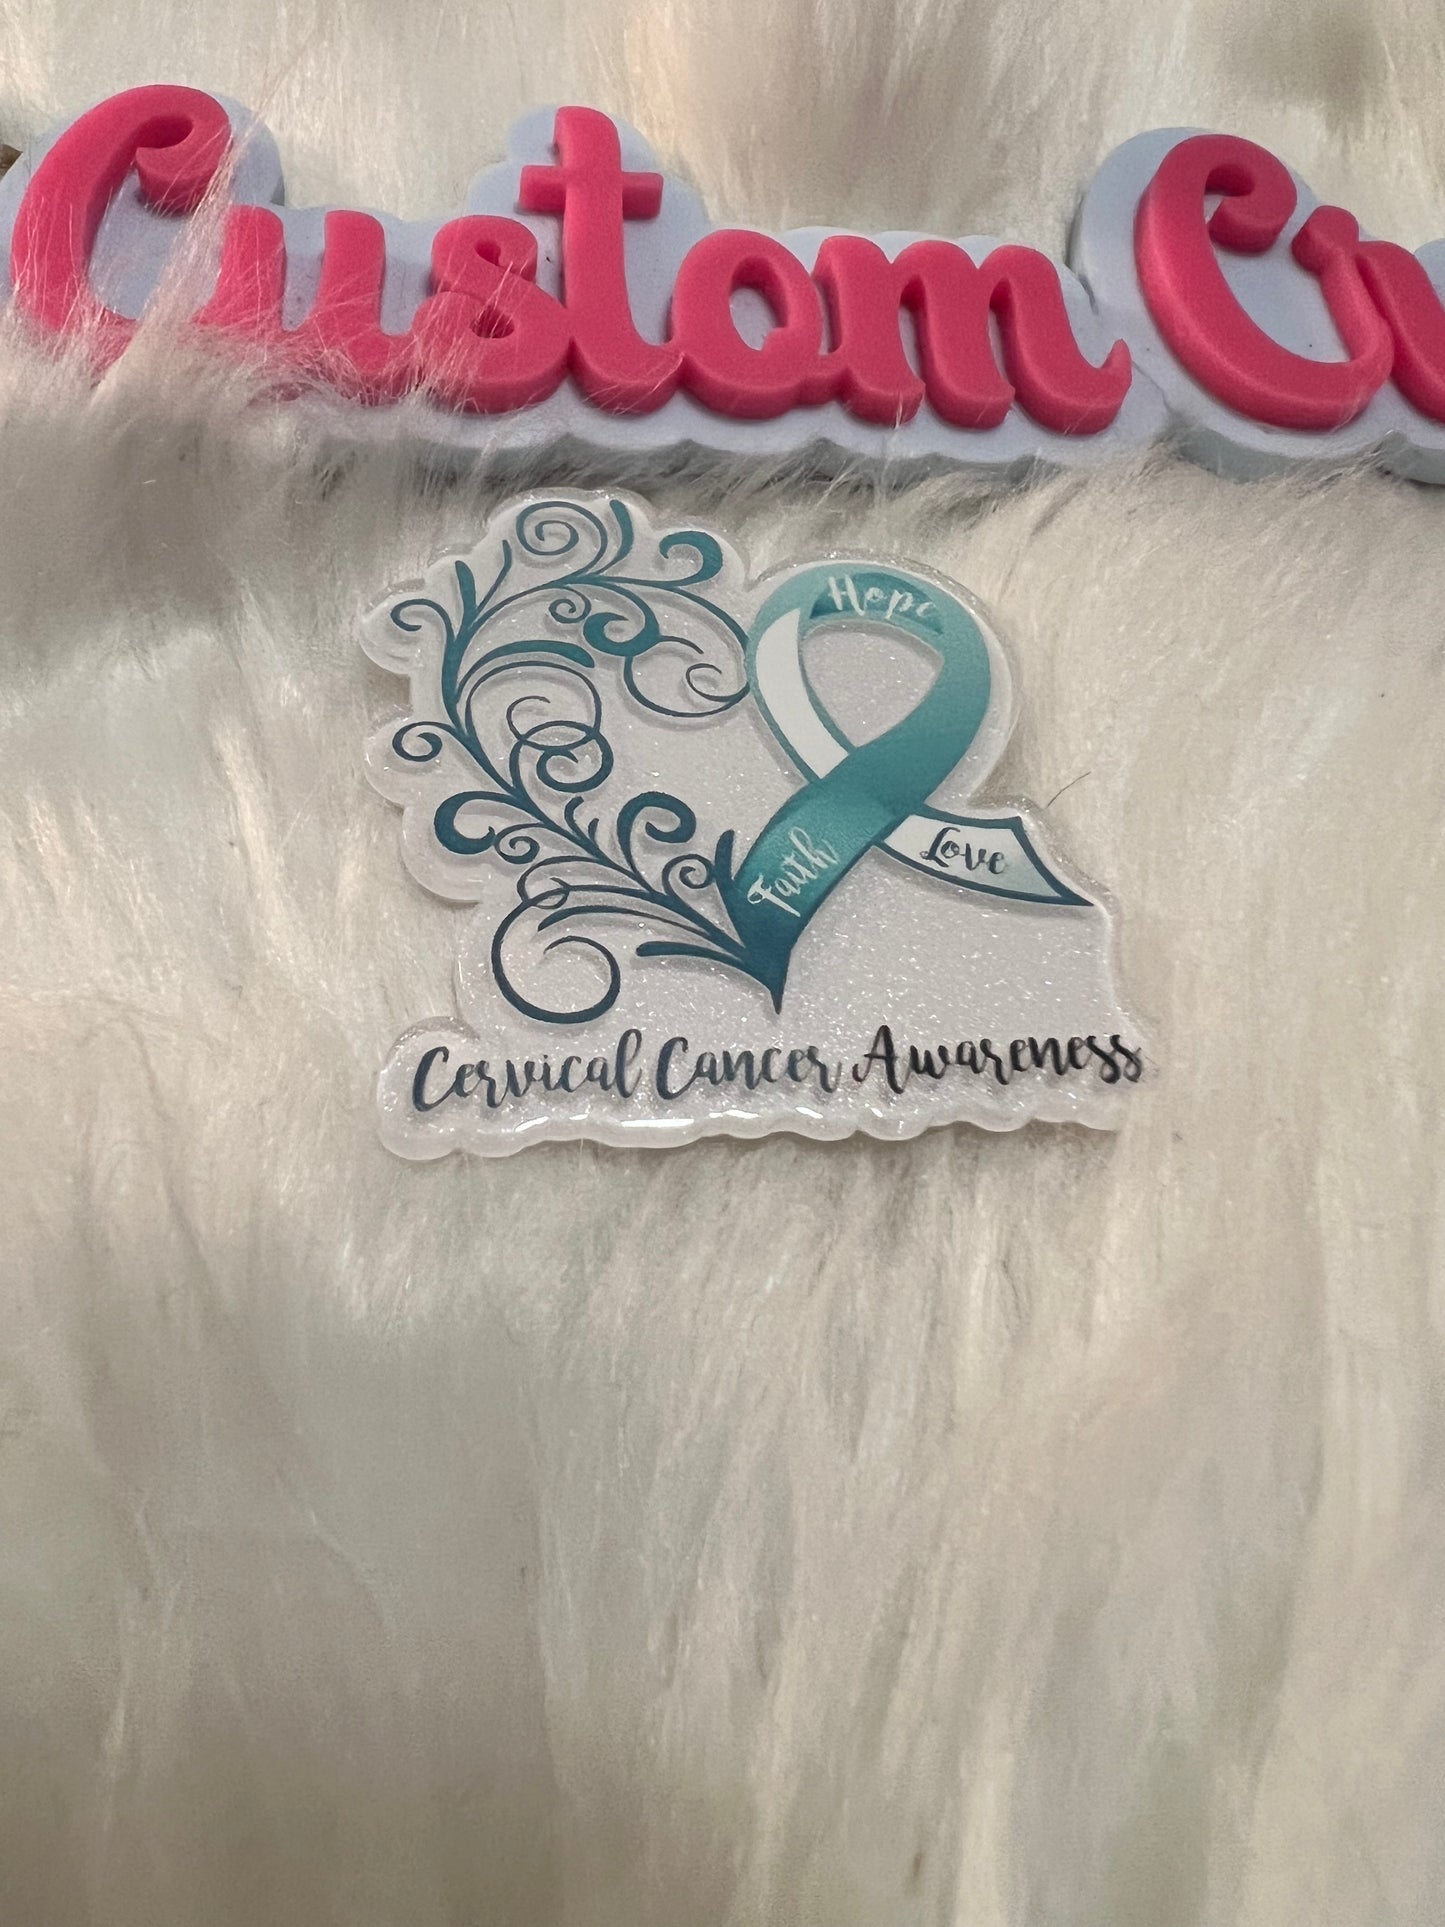 Custom Cr
Hope
Faith
Love
Cervical Cancer Awareness